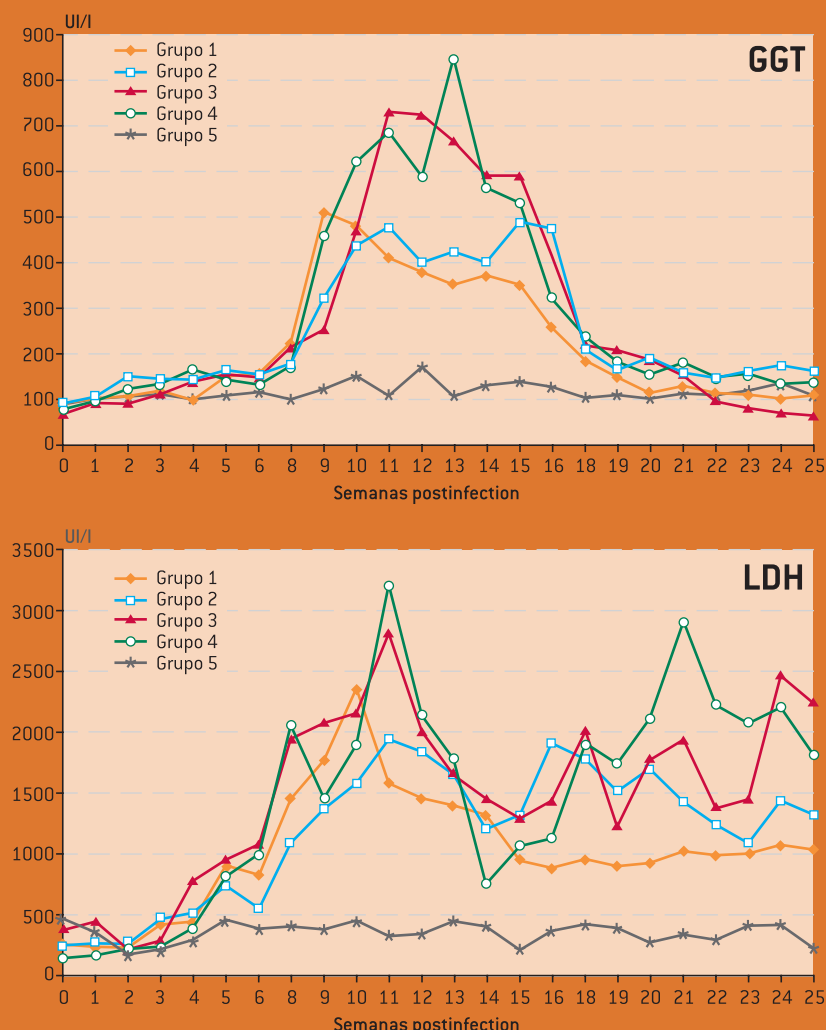 UI/l
GGT
900
800
700
600
500
400
300
200
100
0
Grupo 1
Grupo 2
Grupo 3
Grupo 4
Grupo 5
0 1 2 3 4 5 6 8 9 10 11 12 13 14 15 16 18 19 20 21 22 23 24 25
Semanas postinfection
UI/l
LDH
3500
3000
2500
2000
1500
1000
500
0
Grupo 1
Grupo 2
Grupo 3
Grupo 4
Grupo 5
0 1 2 3 4 5 6 8 9 10 11 12 13 14 15 16 18 19 20 21 22 23 24 25
Semanas postinfection